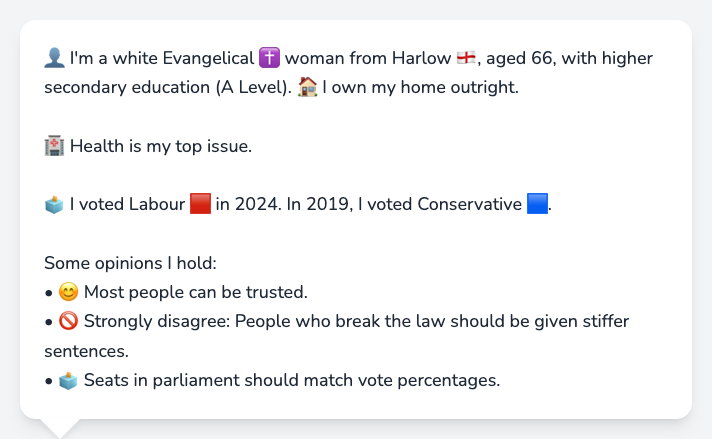 👤 I'm a white Evangelical ✝️ woman from Harlow 🏴󠁧󠁢󠁥󠁮󠁧󠁿, aged 66, with higher
secondary education (A Level). 🏠 I own my home outright.
🏥 Health is my top issue.
🗳️ I voted Labour 🟥 in 2024. In 2019, I voted Conservative 🟦.
Some opinions I hold:
• 😊 Most people can be trusted.
• 🚫 Strongly disagree: People who break the law should be given stiffer
sentences.
• 🗳️ Seats in parliament should match vote percentages.